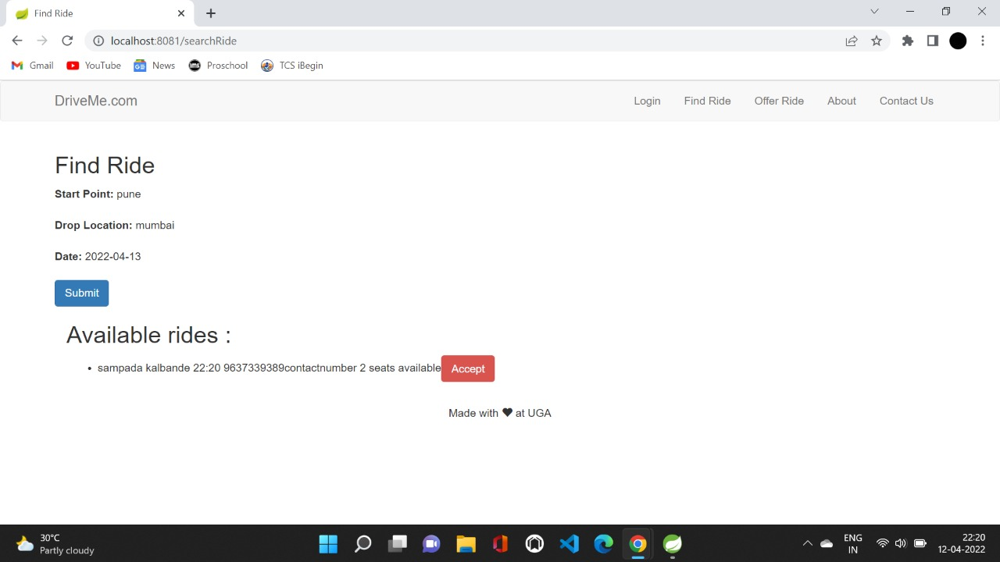 Find Ride
localhost:8081/searchRide
Gmail YouTube News Proschool TCS iBegin
DriveMe.com Login Find Ride Offer Ride About Contact Us
Find Ride
Start Point: pune
Drop Location: mumbai
Date: 2022-04-13
Submit
Available rides :
• sampada kalbande 22:20 9637339389contactnumber 2 seats available Accept
Made with ♥ at UGA
30°C
Partly cloudy
ENG
IN
22:20
12-04-2022